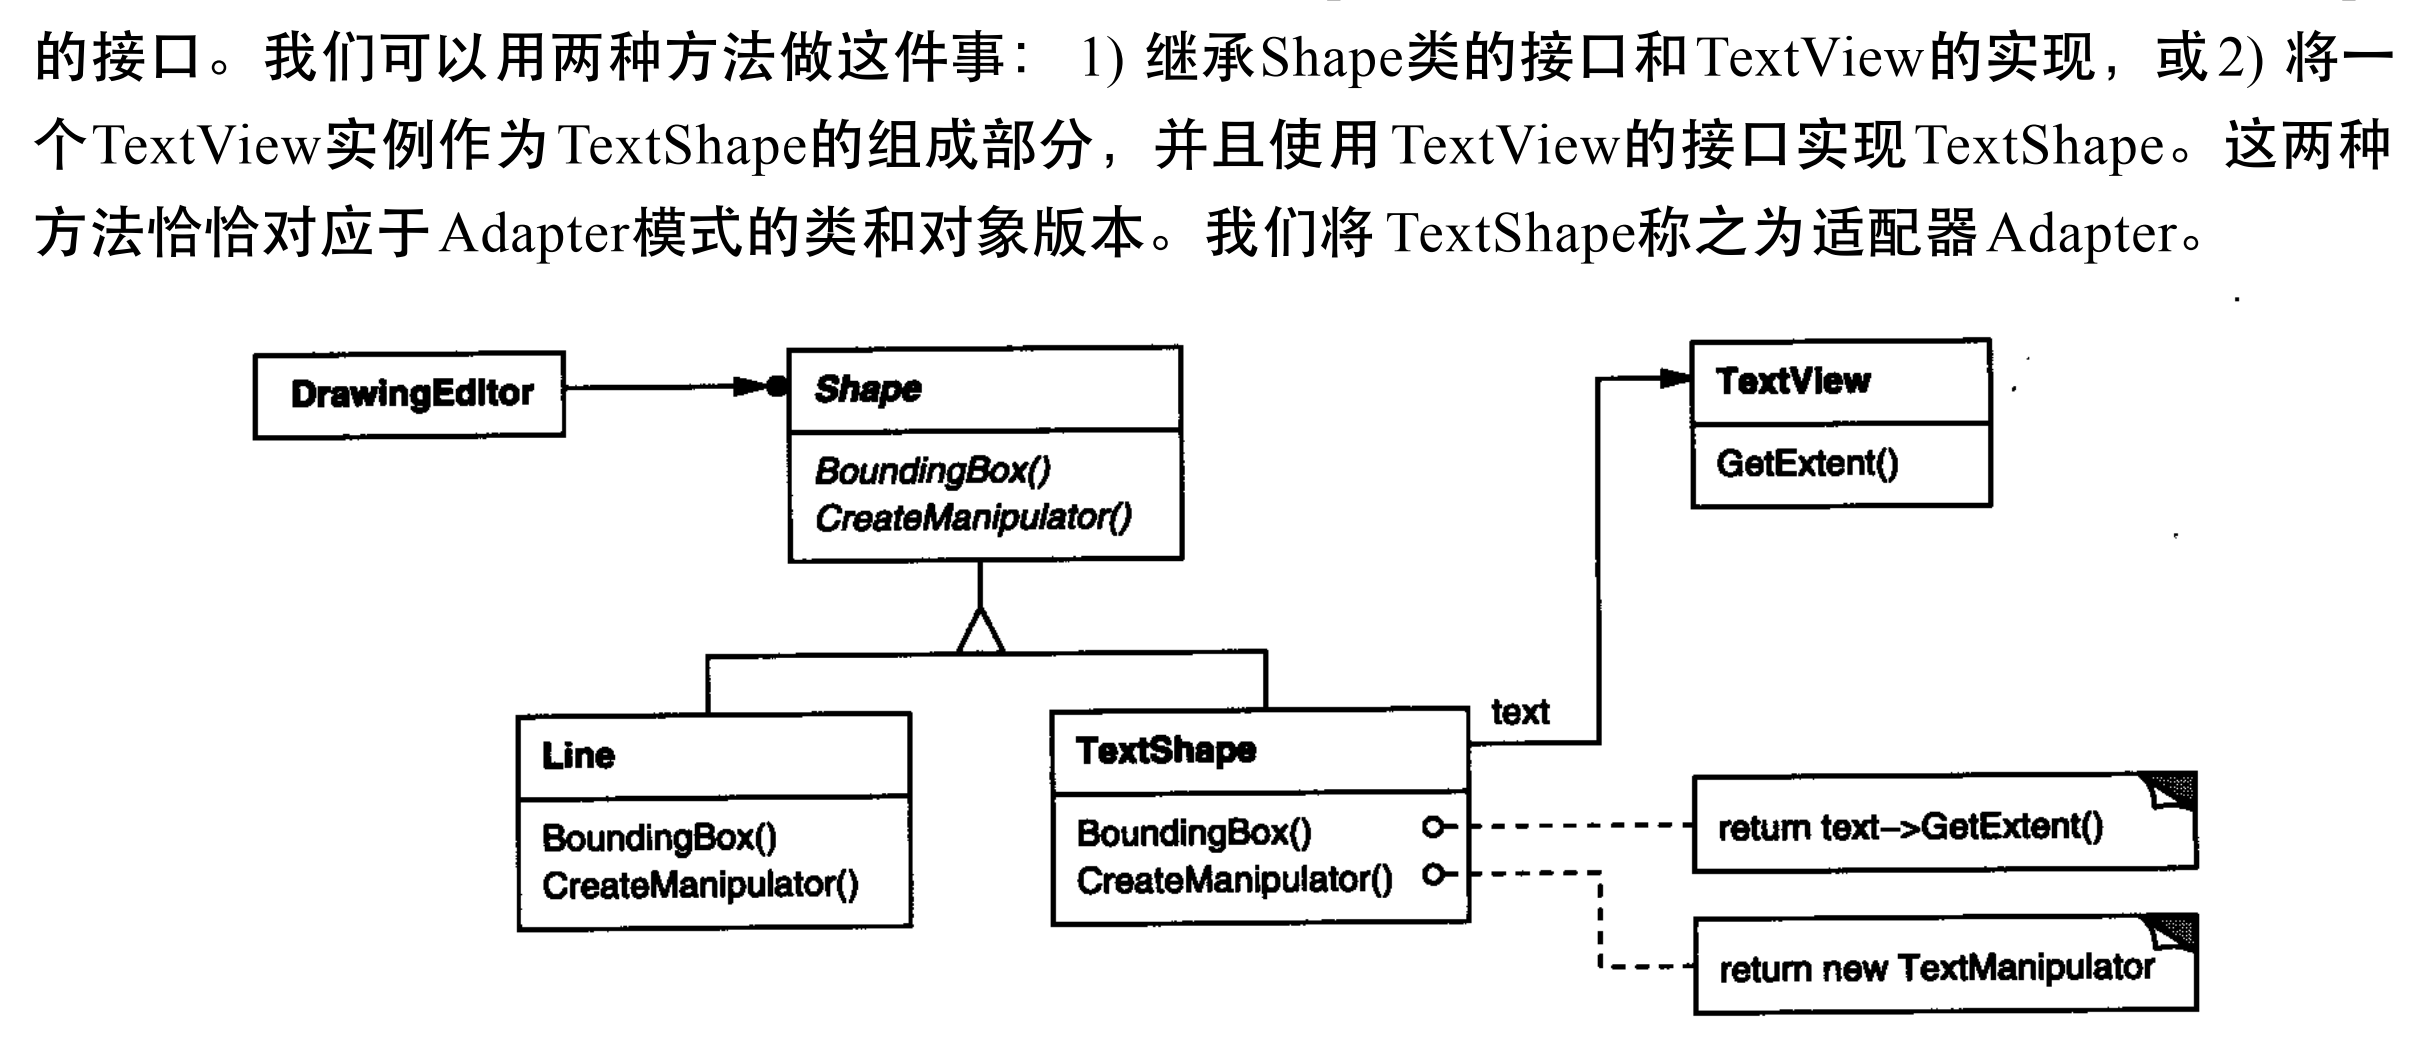 的接口。我们可以用两种方法做这件事：1) 继承Shape类的接口和TextView的实现，或2) 将一
个TextView实例作为TextShape的组成部分，并且使用TextView的接口实现TextShape。这两种
方法恰恰对应于Adapter模式的类和对象版本。我们将TextShape称之为适配器Adapter。
DrawingEditor
Shape
BoundingBox()
CreateManipulator()
TextView
GetExtent()
Line
BoundingBox()
CreateManipulator()
TextShape
BoundingBox()
CreateManipulator()
text
return text->GetExtent()
return new TextManipulator